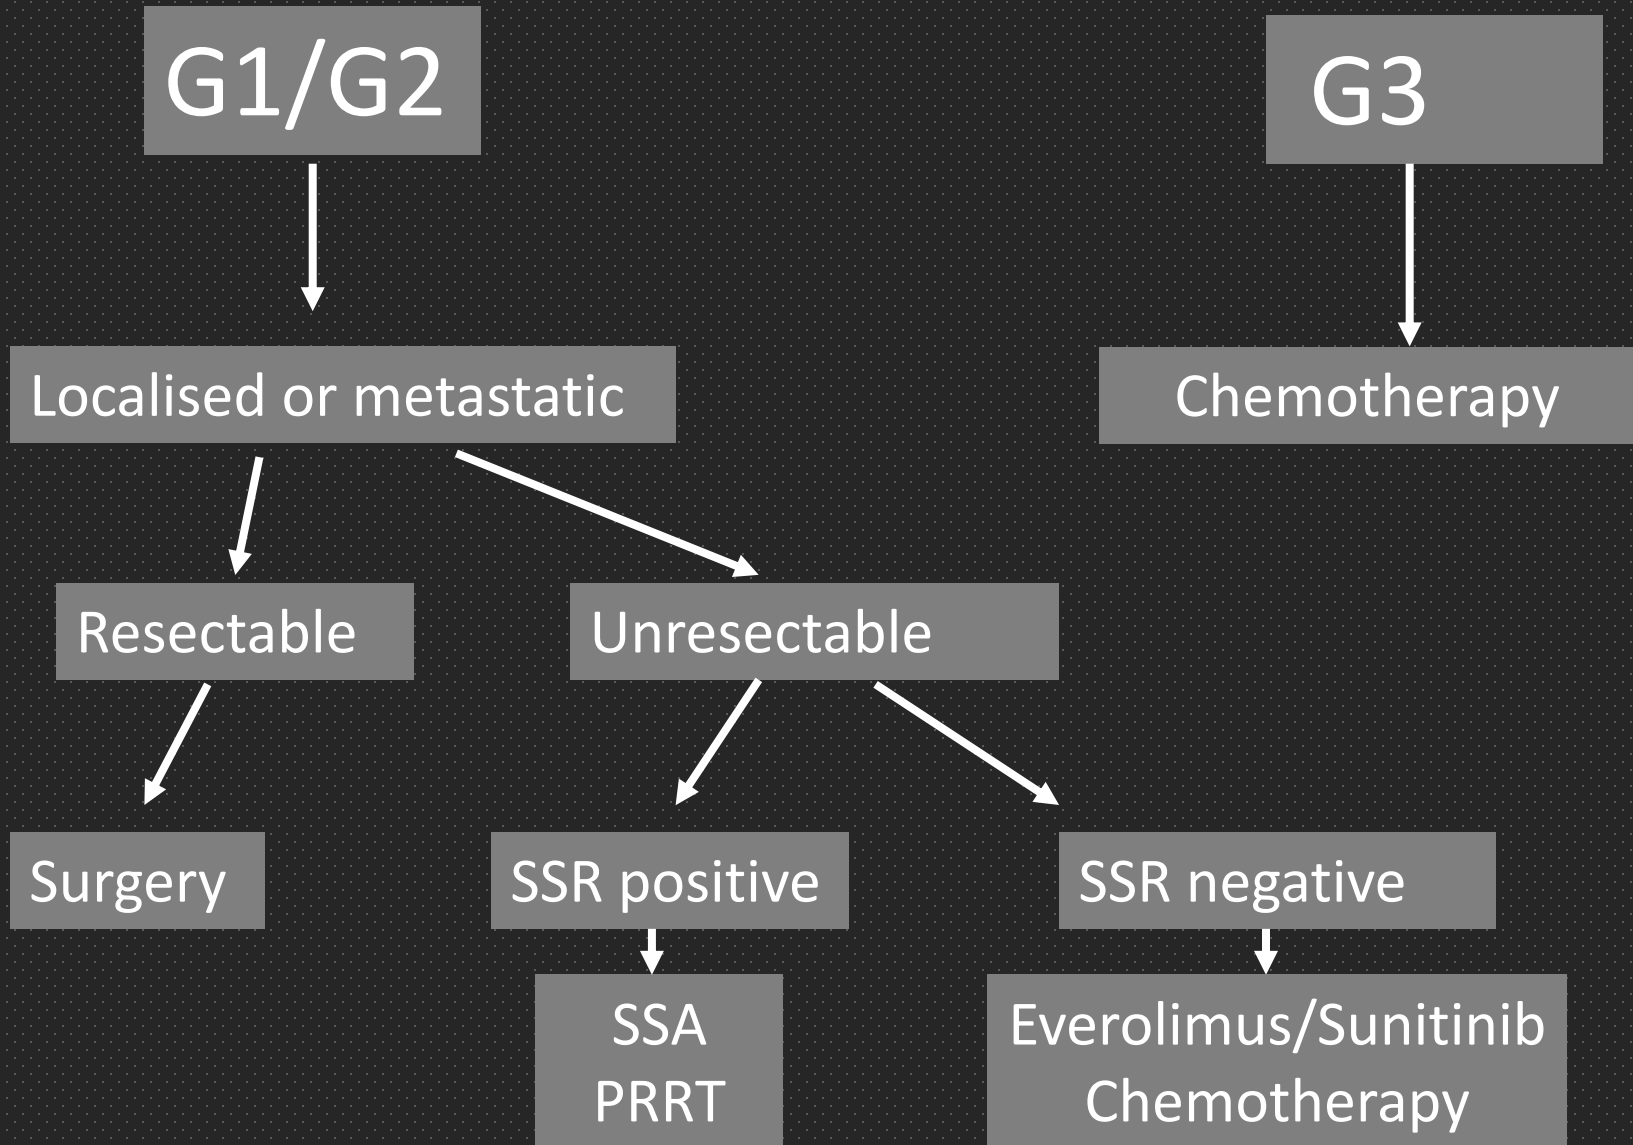 G1/G2
G3
Localised or metastatic
Chemotherapy
Resectable
Unresectable
Surgery
SSR positive
SSR negative
SSA
PRRT
Everolimus/Sunitinib
Chemotherapy